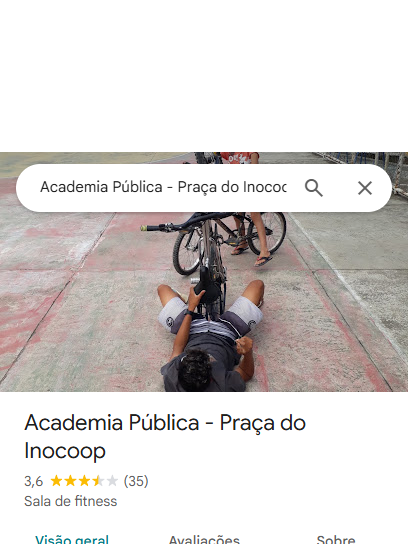 Academia Pública - Praça do Inocoo
Academia Pública - Praça do
Inocoop
3,6 (35)
Sala de fitness
Visão geral Avaliações Sobre